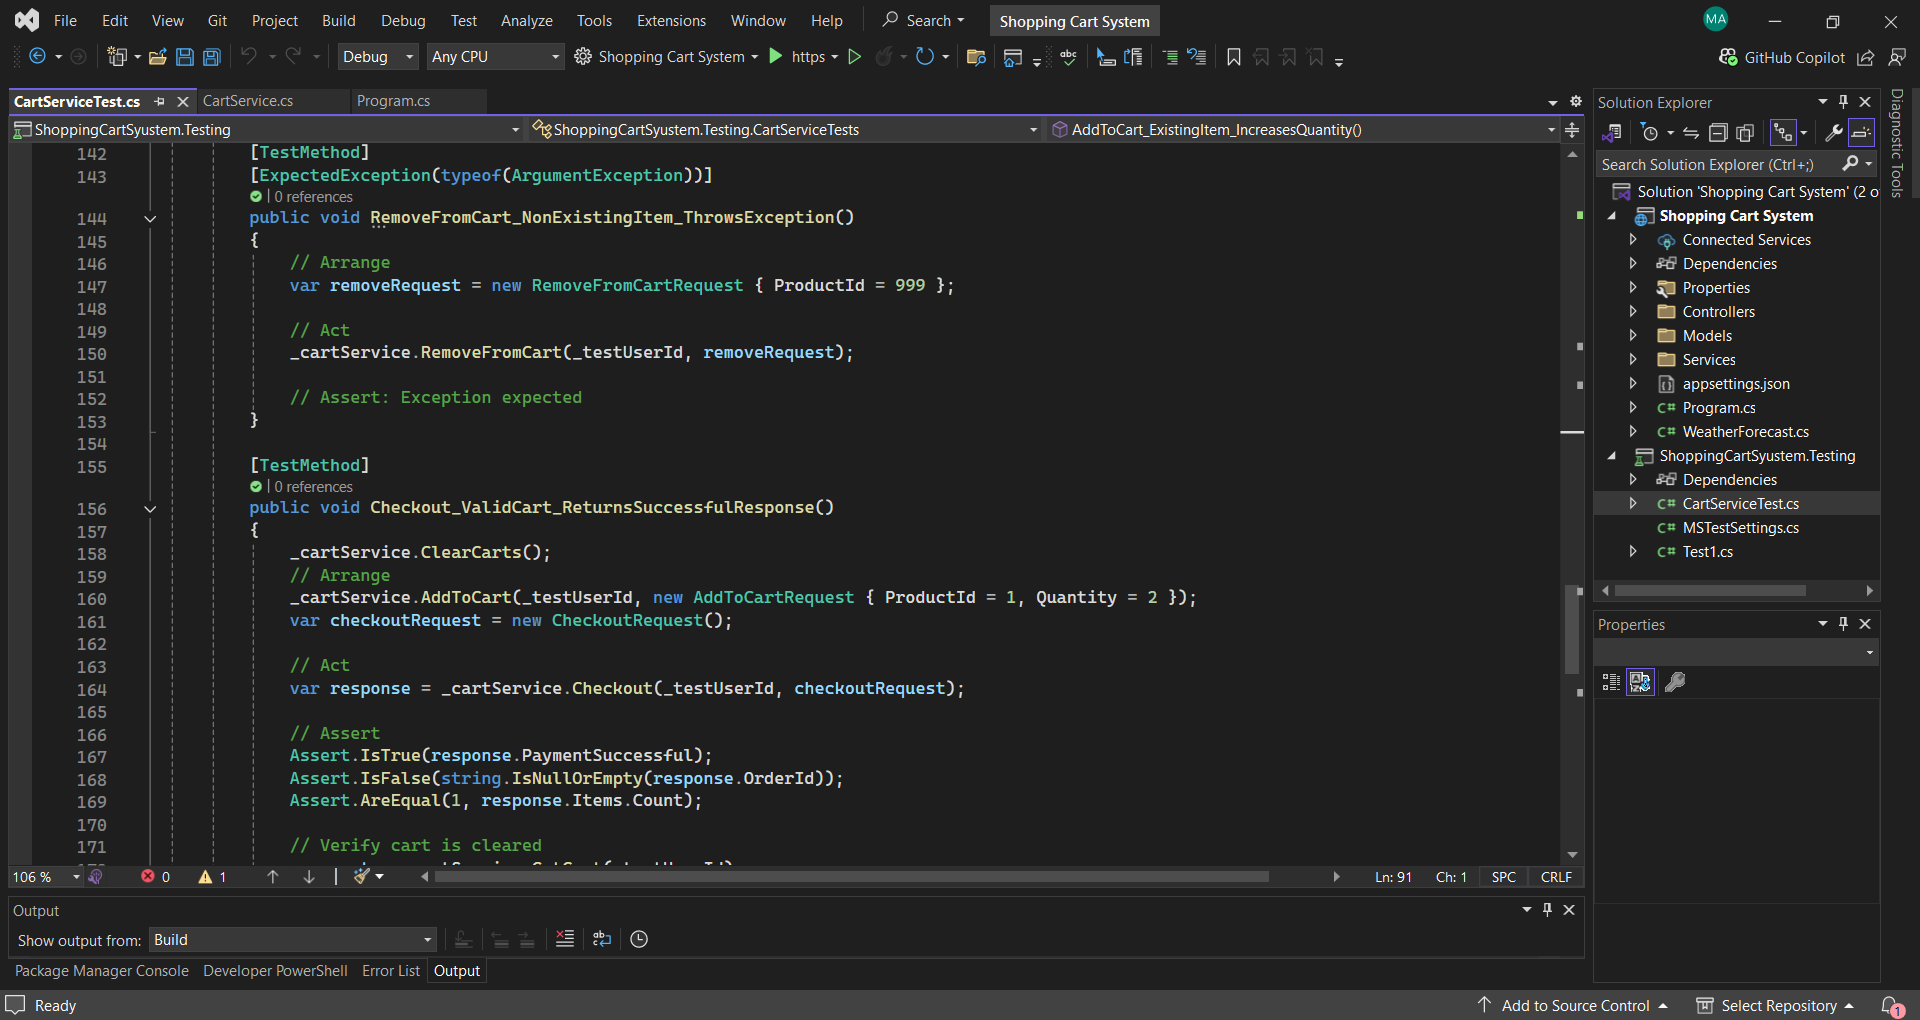 File Edit View Git Project Build Debug Test Analyze Tools Extensions Window Help Search Shopping Cart System MA
Debug Any CPU Shopping Cart System https GitHub Copilot
CartServiceTest.cs CartService.cs Program.cs
ShoppingCartSyustem.Testing ShoppingCartSyustem.Testing.CartServiceTests AddToCart_ExistingItem_IncreasesQuantity()
142 [TestMethod]
143 [ExpectedException(typeof(ArgumentException))]
0 references
144 public void RemoveFromCart_NonExistingItem_ThrowsException()
145 {
146 // Arrange
147 var removeRequest = new RemoveFromCartRequest { ProductId = 999 };
148
149 // Act
150 _cartService.RemoveFromCart(_testUserId, removeRequest);
151
152 // Assert: Exception expected
153 }
154
155 [TestMethod]
0 references
156 public void Checkout_ValidCart_ReturnsSuccessfulResponse()
157 {
158 _cartService.ClearCarts();
159 // Arrange
160 _cartService.AddToCart(_testUserId, new AddToCartRequest { ProductId = 1, Quantity = 2 });
161 var checkoutRequest = new CheckoutRequest();
162
163 // Act
164 var response = _cartService.Checkout(_testUserId, checkoutRequest);
165
166 // Assert
167 Assert.IsTrue(response.PaymentSuccessful);
168 Assert.IsFalse(string.IsNullOrEmpty(response.OrderId));
169 Assert.AreEqual(1, response.Items.Count);
170
171 // Verify cart is cleared
106 % 0 1 Ln: 91 Ch: 1 SPC CRLF
Output
Show output from: Build
Package Manager Console Developer PowerShell Error List Output
Ready Add to Source Control Select Repository 1
Solution Explorer
Search Solution Explorer (Ctrl+;)
Solution 'Shopping Cart System' (2 o
Shopping Cart System
Connected Services
Dependencies
Properties
Controllers
Models
Services
appsettings.json
C# Program.cs
C# WeatherForecast.cs
ShoppingCartSyustem.Testing
Dependencies
C# CartServiceTest.cs
C# MSTestSettings.cs
C# Test1.cs
Properties
Diagnostic Tools